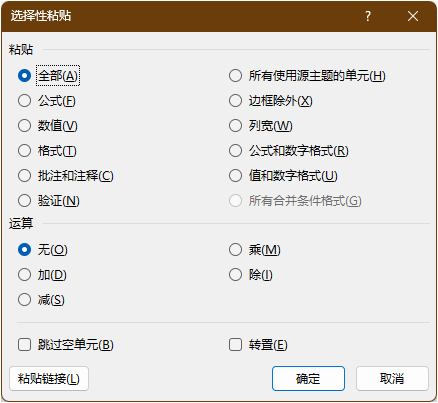 选择性粘贴 ? ×
粘贴
全部(A) 所有使用源主题的单元(H)
公式(F) 边框除外(X)
数值(V) 列宽(W)
格式(T) 公式和数字格式(R)
批注和注释(C) 值和数字格式(U)
验证(N) 所有合并条件格式(G)
运算
无(O) 乘(M)
加(D) 除(I)
减(S)
跳过空单元(B) 转置(E)
粘贴链接(L) 确定 取消